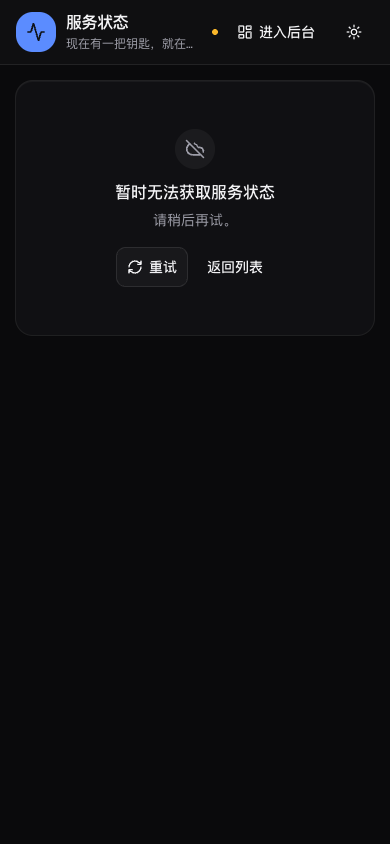 服务状态
现在有一把钥匙，就在…
进入后台
暂时无法获取服务状态
请稍后再试。
重试
返回列表